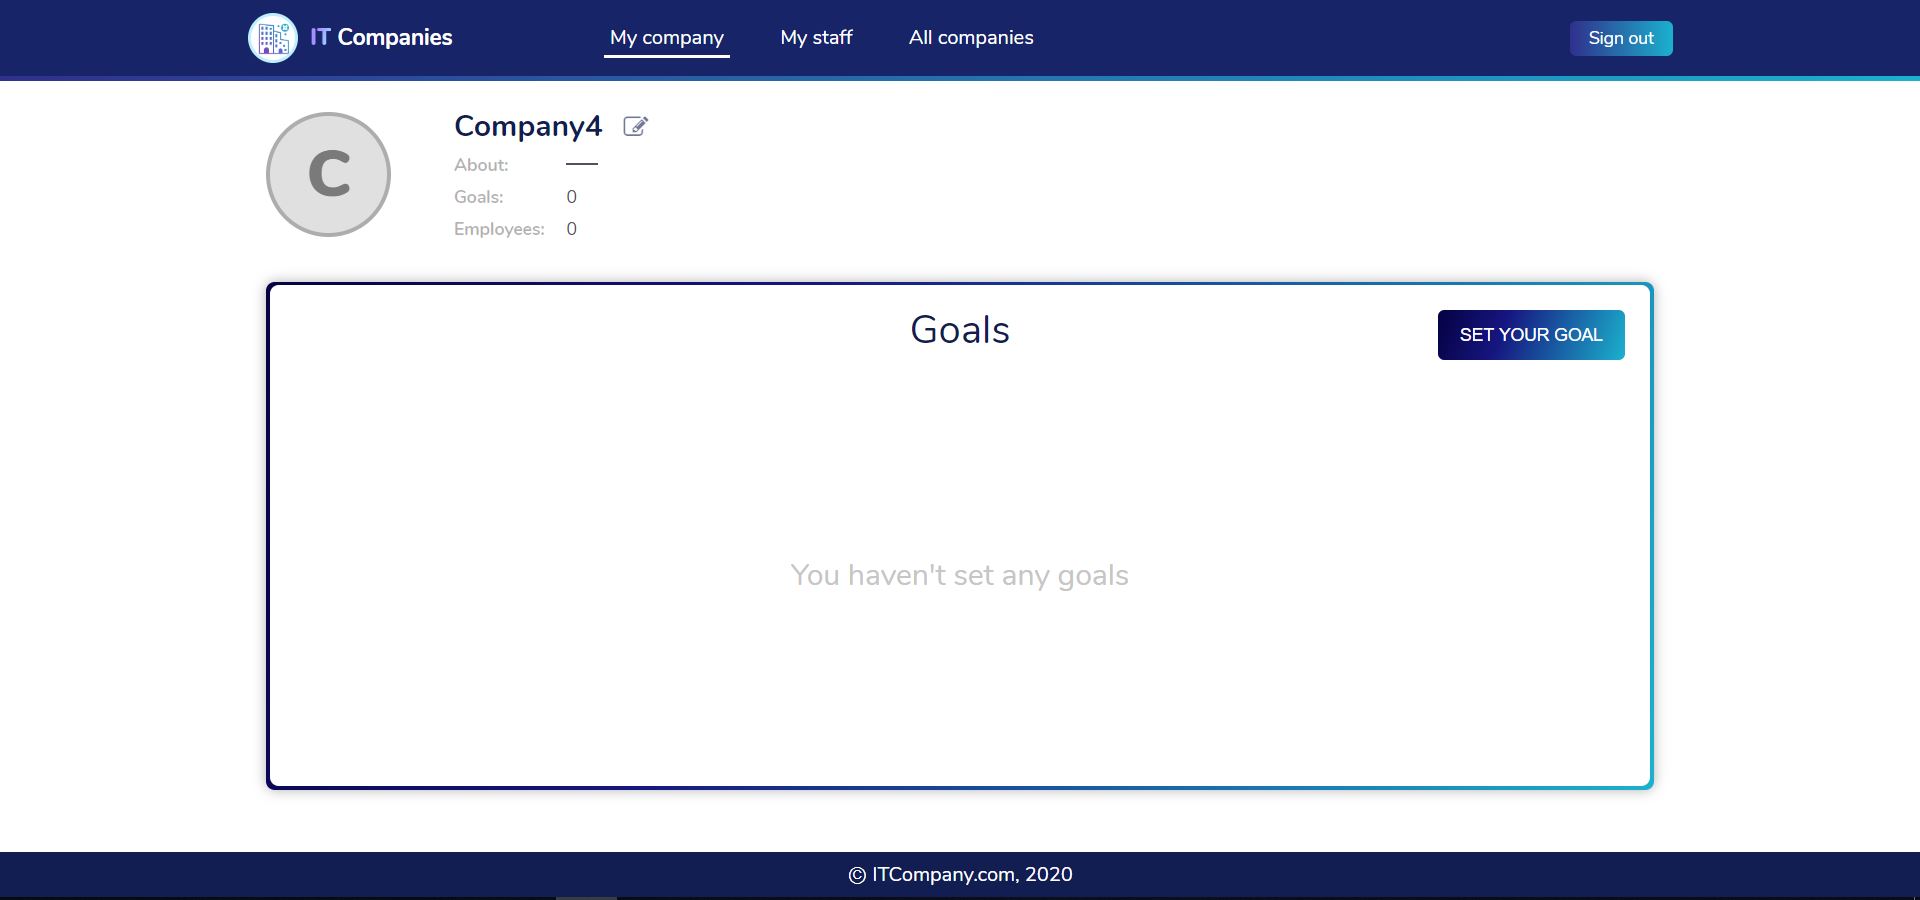 IT Companies
My company
My staff
All companies
Sign out
C
Company4
About:
Goals: 0
Employees: 0
Goals
SET YOUR GOAL
You haven't set any goals
© ITCompany.com, 2020